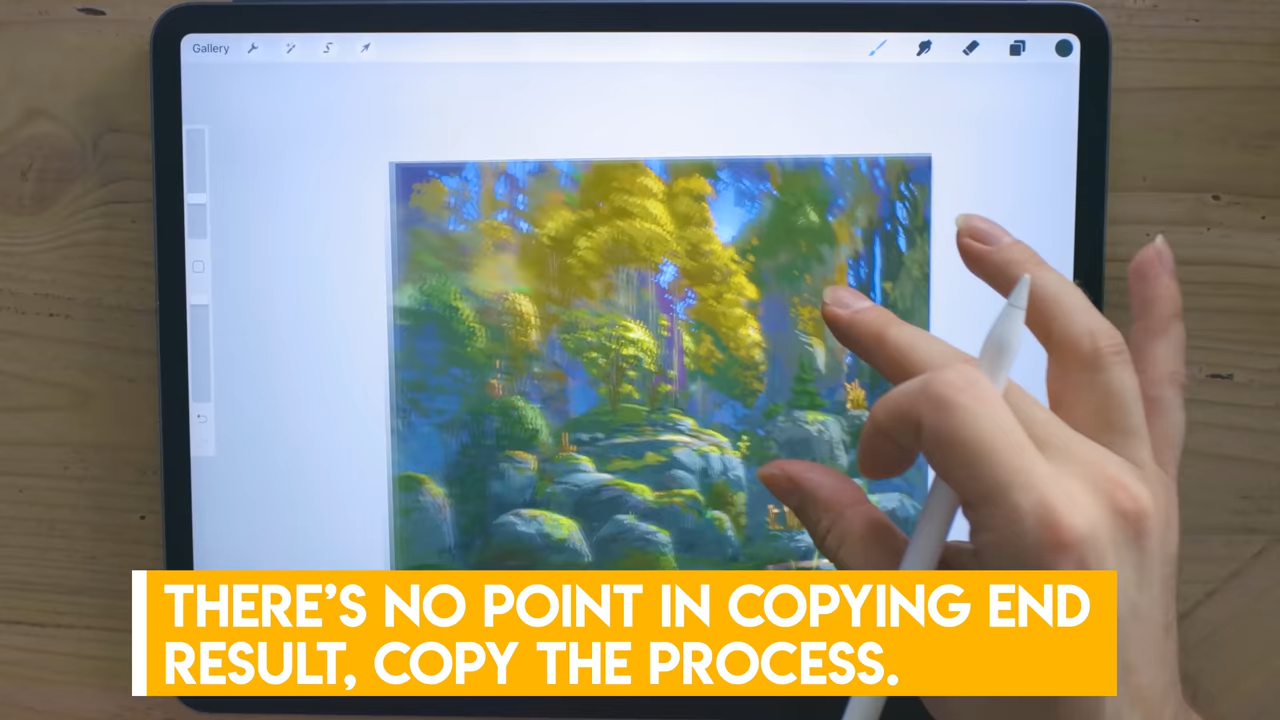 Gallery
THERE'S NO POINT IN COPYING END
RESULT, COPY THE PROCESS.